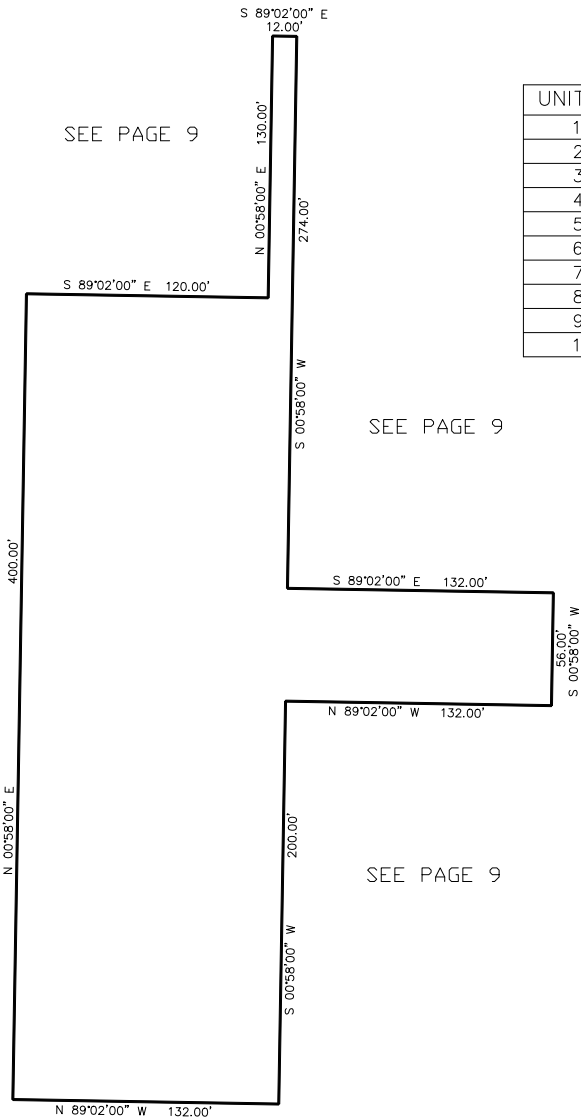 S 89°02'00" E
12.00'
SEE PAGE 9
N 00°58'00" E 130.00'
274.00'
S 00°58'00" W
UNIT
1
2
3
4
5
6
7
8
9
1
S 89°02'00" E 120.00'
SEE PAGE 9
400.00'
N 00°58'00" E
S 89°02'00" E 132.00'
56.00'
S 00°58'00" W
N 89°02'00" W 132.00'
200.00'
S 00°58'00" W
SEE PAGE 9
N 89°02'00" W 132.00'